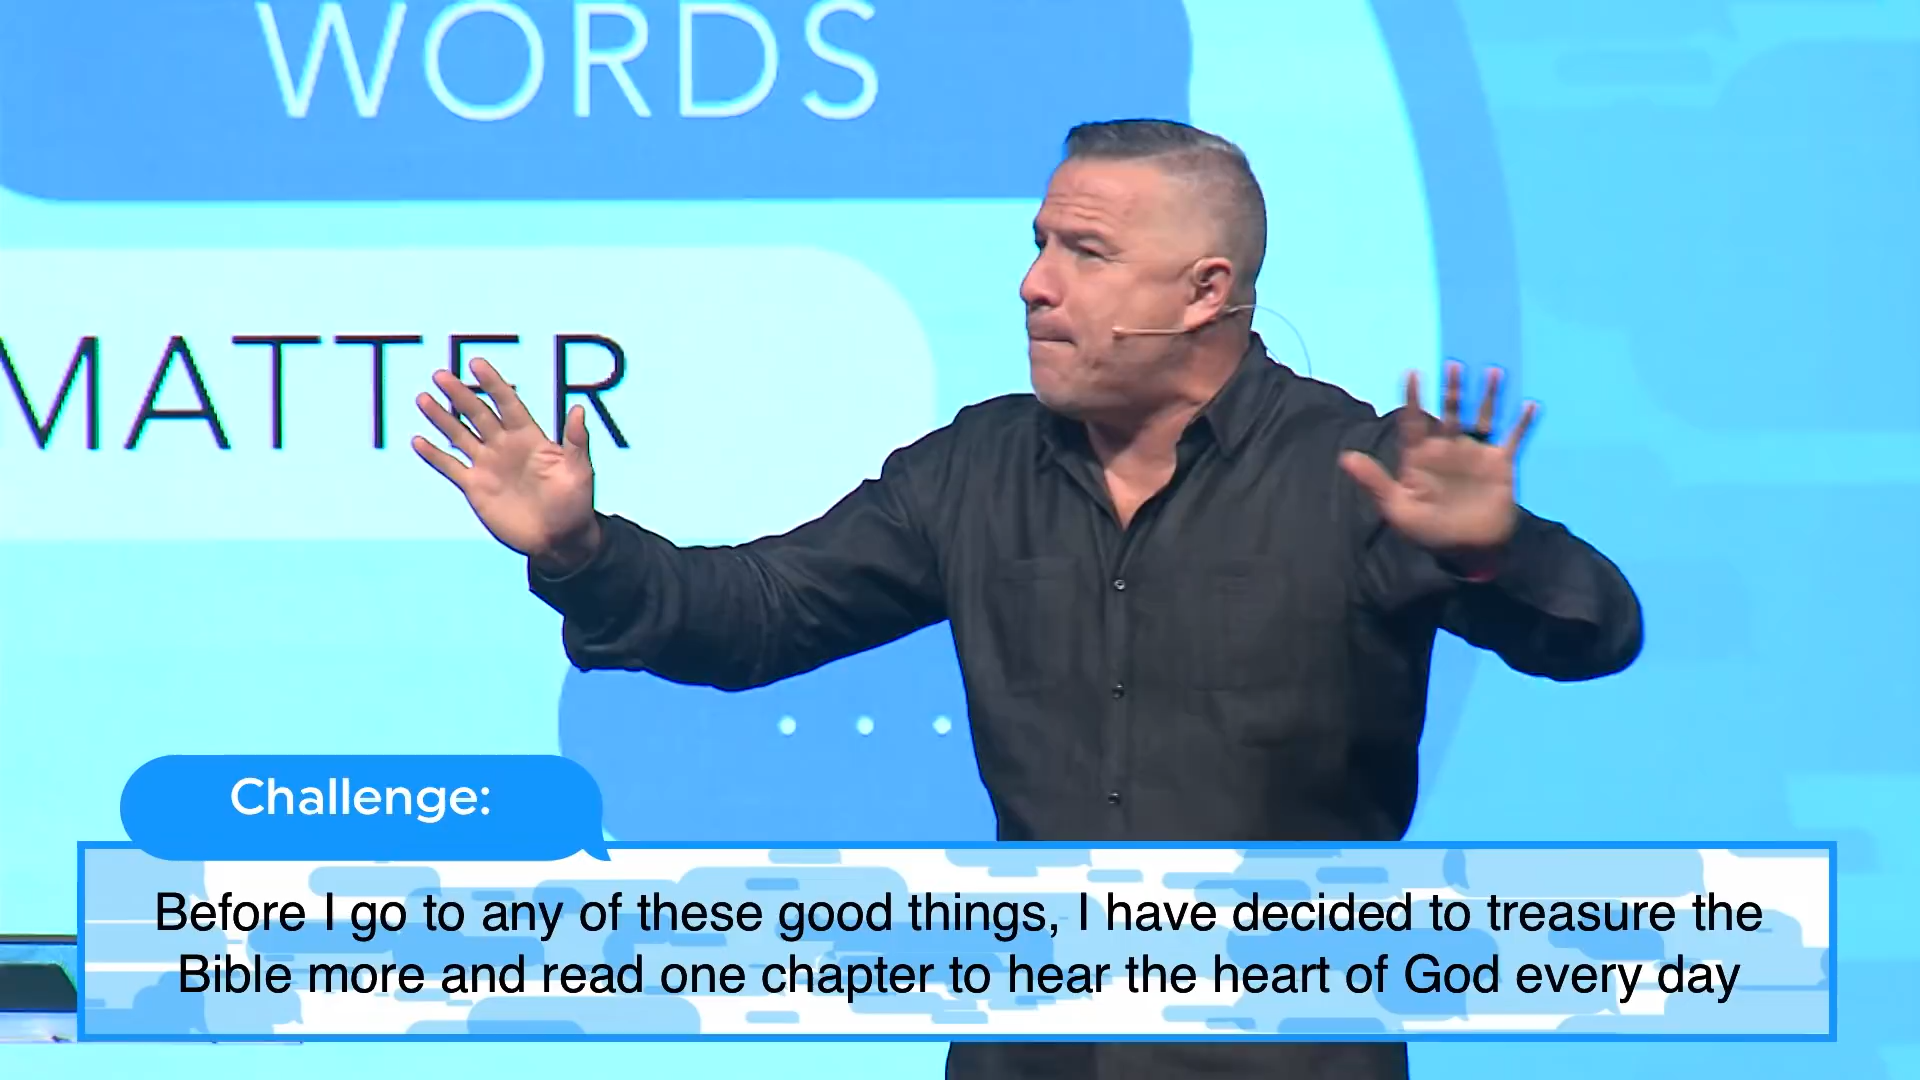 WORDS
MATTER
Challenge:
Before I go to any of these good things, I have decided to treasure the
Bible more and read one chapter to hear the heart of God every day